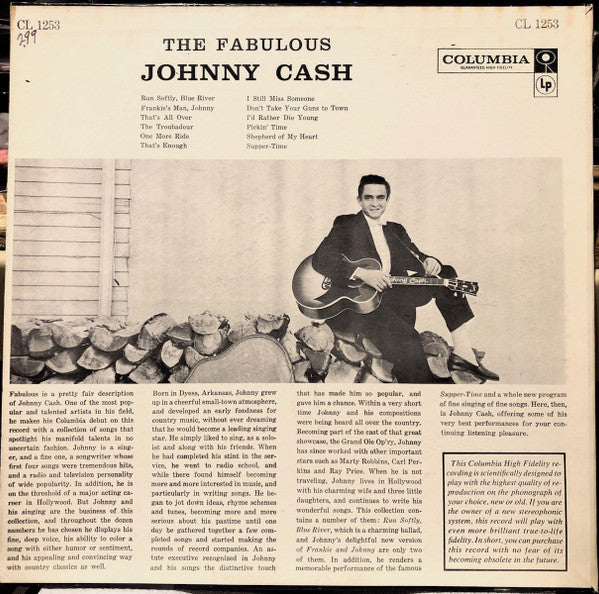 CL 1253
299
CL 1253
THE FABULOUS
JOHNNY CASH
COLUMBIA
GUARANTEED HIGH FIDELITY
Lp
Run Softly, Blue River
Frankie's Man, Johnny
That's All Over
The Troubadour
One More Ride
That's Enough
I Still Miss Someone
Don't Take Your Guns to Town
I'd Rather Die Young
Pickin' Time
Shepherd of My Heart
Supper-Time
Fabulous is a pretty fair description
of Johnny Cash. One of the most pop-
ular and talented artists in his field,
he makes his Columbia debut on this
record with a collection of songs that
spotlight his manifold talents in no
uncertain fashion. Johnny is a sing-
er, and a fine one, a songwriter whose
first four songs were tremendous hits,
and a radio and television personality
of wide popularity. In addition, he is
on the threshold of a major acting ca-
reer in Hollywood. But Johnny and
his singing are the business of this
collection, and throughout the dozen
numbers he has chosen he displays his
fine, deep voice, his ability to color a
song with either humor or sentiment,
and his appealing and convincing way
with country classics as well.
Born in Dyess, Arkansas, Johnny grew
up in a cheerful small-town atmosphere,
and developed an early fondness for
country music, without ever dreaming
that he would become a leading singing
star. He simply liked to sing, as a solo-
ist and along with his friends. When
he had completed his stint in the serv-
ice, he went to radio school, and
while there found himself becoming
more and more interested in music, and
particularly in writing songs. He be-
gan to jot down ideas, rhyme schemes
and tunes, becoming more and more
serious about his pastime until one
day he gathered together a few com-
pleted songs and started making the
rounds of record companies. An as-
tute executive recognized in Johnny
and his songs the distinctive touch
that has made him so popular, and
gave him a chance. Within a very short
time Johnny and his compositions
were being heard all over the country.
Becoming part of the cast of that great
showcase, the Grand Ole Op'ry, Johnny
has since worked with other important
stars such as Marty Robbins, Carl Per-
kins and Ray Price. When he is not
traveling, Johnny lives in Hollywood
with his charming wife and three little
daughters, and continues to write his
wonderful songs. This collection con-
tains a number of them: Run Softly,
Blue River, which is a charming ballad,
and Johnny's delightful new version
of Frankie and Johnny are only two
of them. In addition, he renders a
memorable performance of the famous
Supper-Time and a whole new program
of fine singing of fine songs. Here, then,
is Johnny Cash, offering some of his
very best performances for your con-
tinuing listening pleasure.
This Columbia High Fidelity re-
cording is scientifically designed to
play with the highest quality of re-
production on the phonograph of
your choice, new or old. If you are
the owner of a new stereophonic
system, this record will play with
even more brilliant true-to-life
fidelity. In short, you can purchase
this record with no fear of its
becoming obsolete in the future.